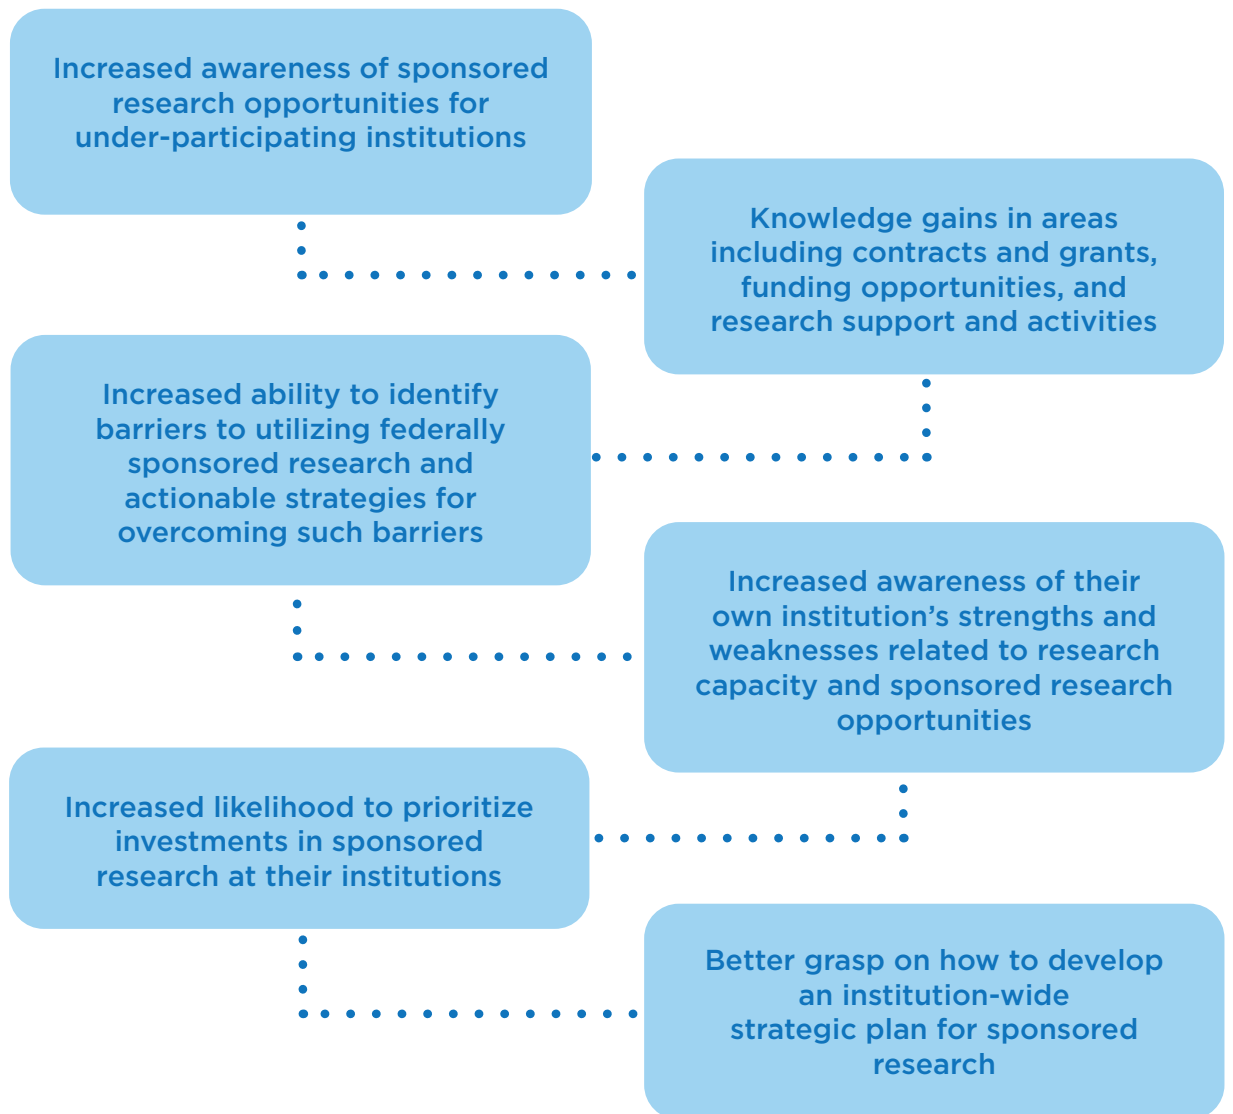 Increased awareness of sponsored
research opportunities for
under-participating institutions
Knowledge gains in areas
including contracts and grants,
funding opportunities, and
research support and activities
Increased ability to identify
barriers to utilizing federally
sponsored research and
actionable strategies for
overcoming such barriers
Increased awareness of their
own institution’s strengths and
weaknesses related to research
capacity and sponsored research
opportunities
Increased likelihood to prioritize
investments in sponsored
research at their institutions
Better grasp on how to develop
an institution-wide
strategic plan for sponsored
research